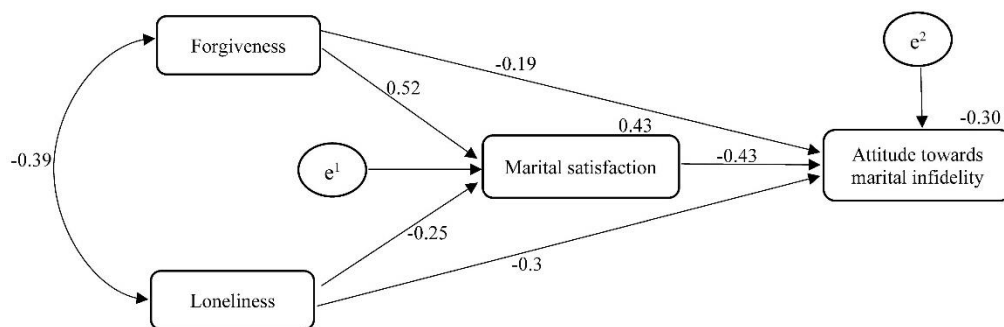 Forgiveness
e²
-0.19
0.52
-0.30
0.43
-0.39
e¹
Marital satisfaction
-0.43
Attitude towards
marital infidelity
-0.25
-0.3
Loneliness